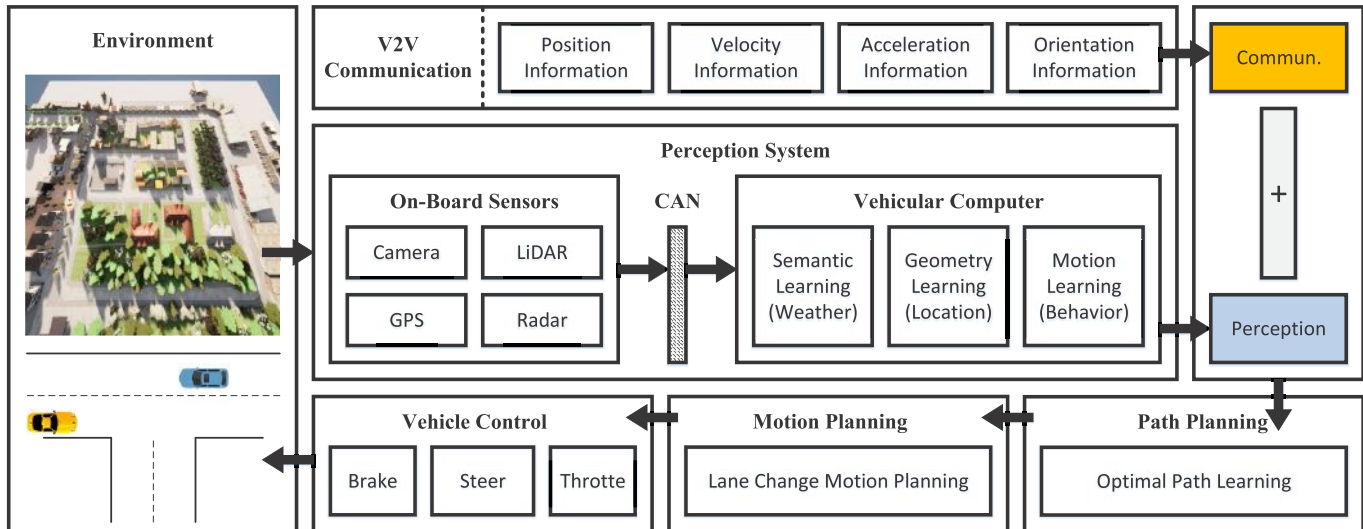 Environment
V2V
Communication
Position
Information
Velocity
Information
Acceleration
Information
Orientation
Information
Commun.
+
Perception
Perception System
On-Board Sensors
Camera
LiDAR
GPS
Radar
CAN
Vehicular Computer
Semantic
Learning
(Weather)
Geometry
Learning
(Location)
Motion
Learning
(Behavior)
Vehicle Control
Brake
Steer
Throtte
Motion Planning
Lane Change Motion Planning
Path Planning
Optimal Path Learning